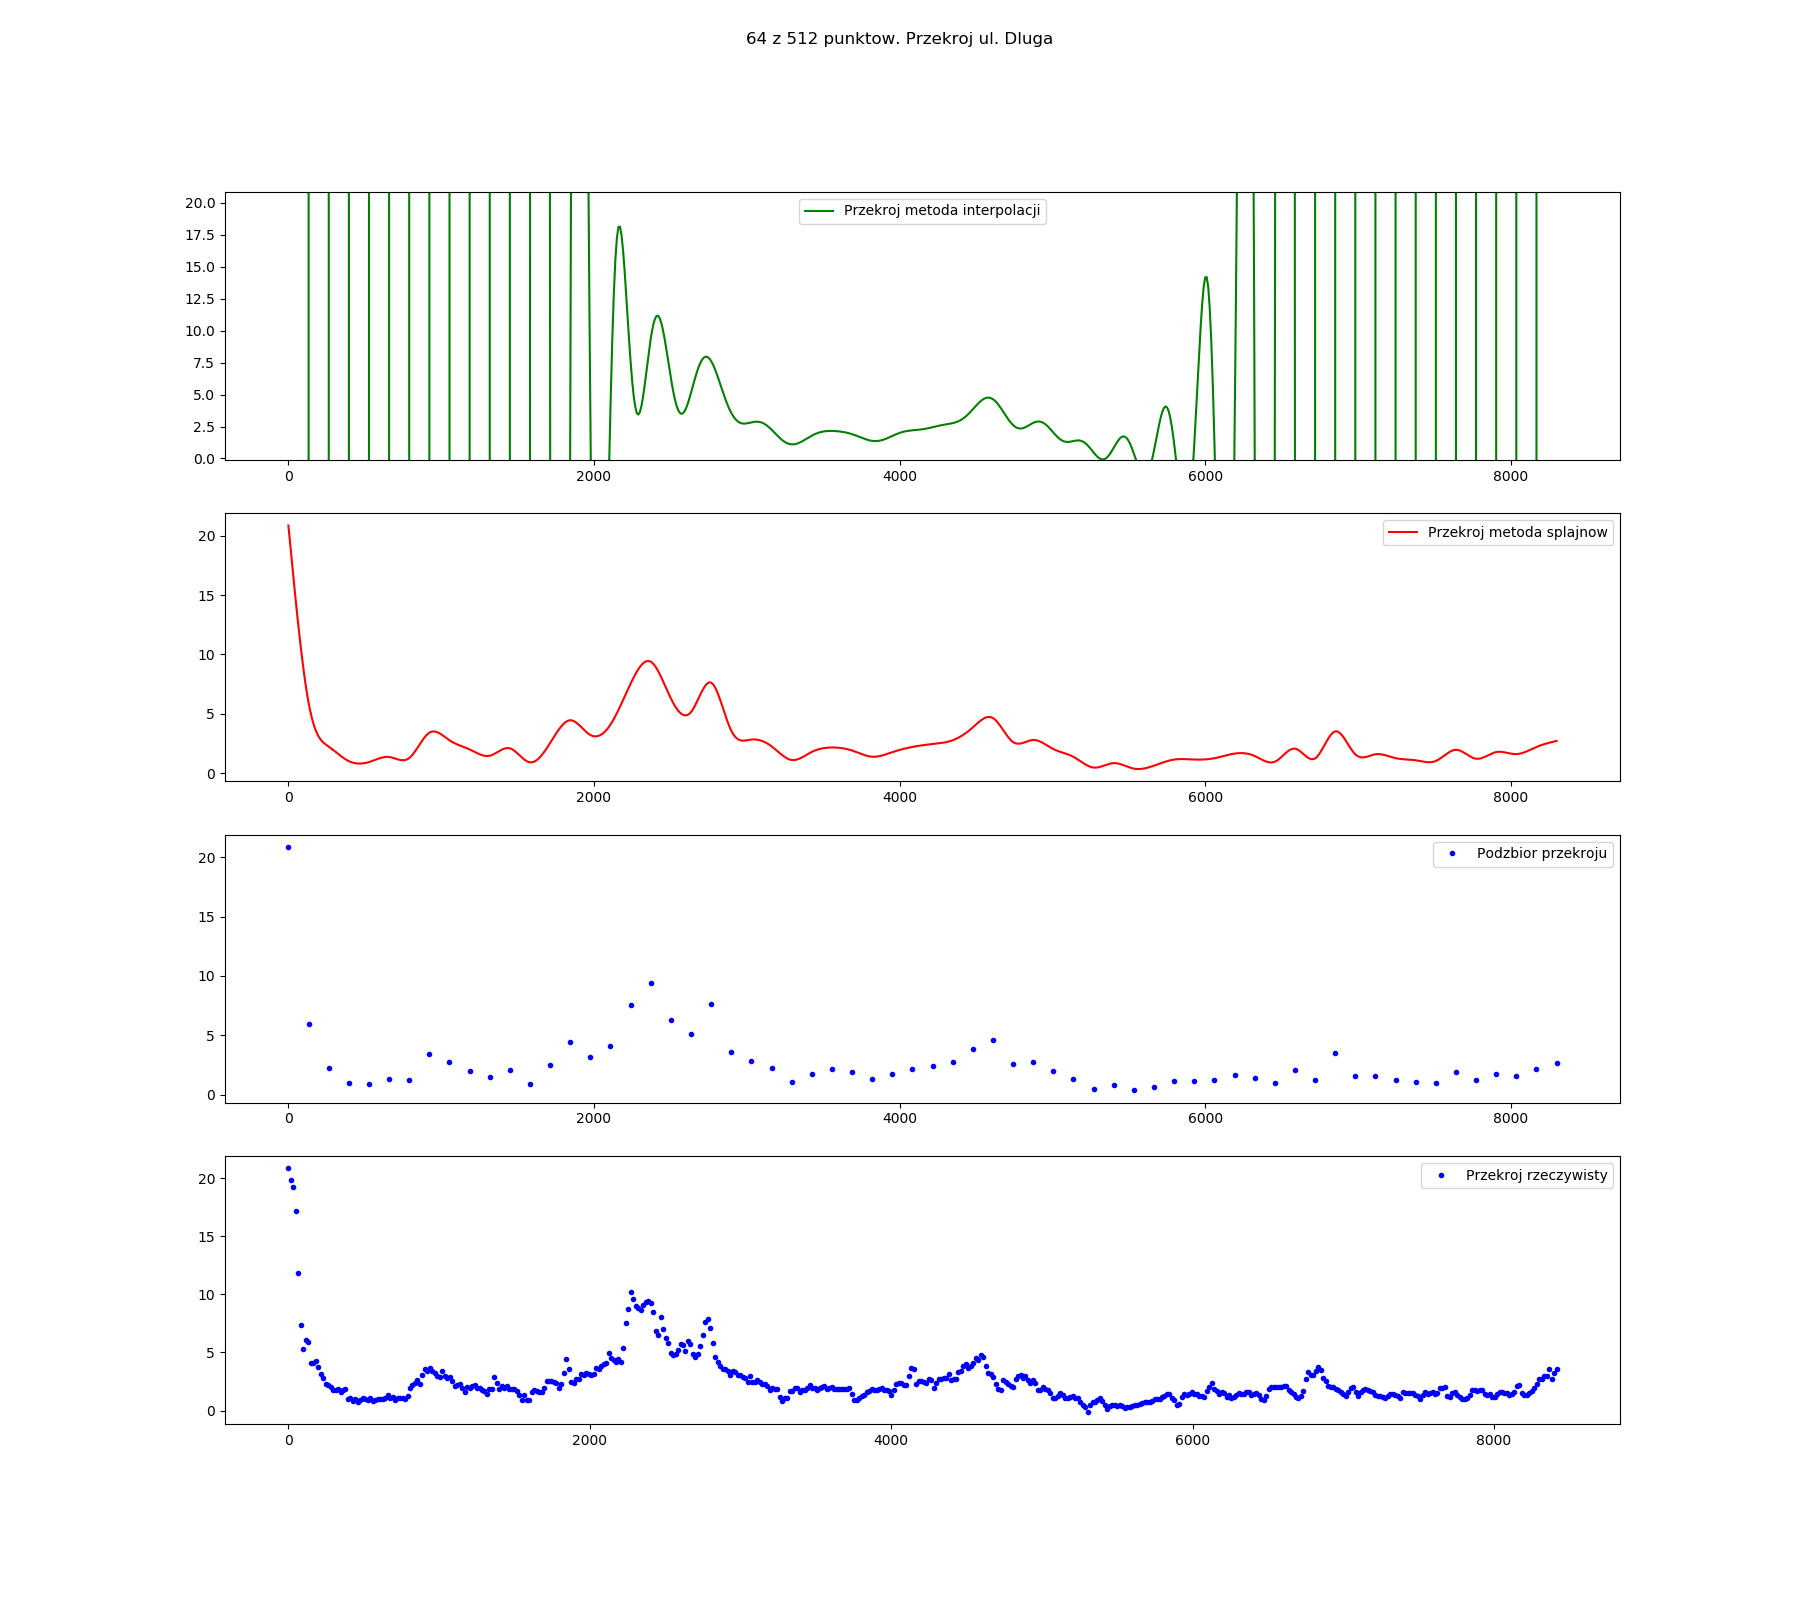 64 z 512 punktow. Przekroj ul. Dluga
Przekroj metoda interpolacji
20.0
17.5
15.0
12.5
10.0
7.5
5.0
2.5
0.0
0 2000 4000 6000 8000
Przekroj metoda splajnow
20
15
10
5
0
0 2000 4000 6000 8000
Podzbior przekroju
20
15
10
5
0
0 2000 4000 6000 8000
Przekroj rzeczywisty
20
15
10
5
0
0 2000 4000 6000 8000